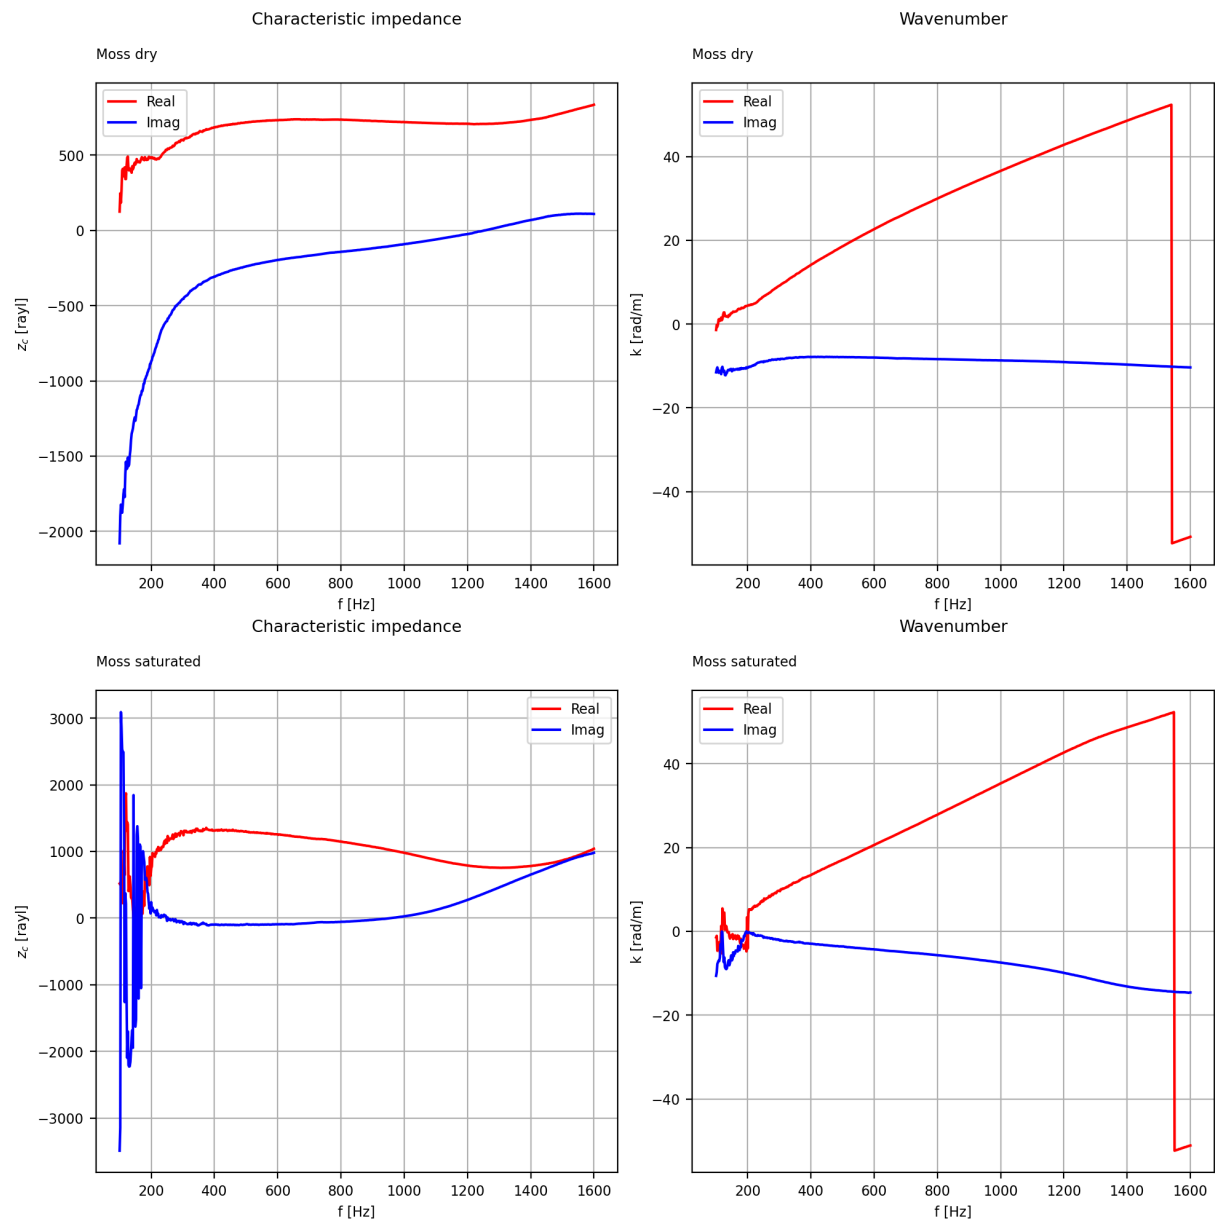 Characteristic impedance
Moss dry
Real
Imag
500
0
−500
−1000
−1500
−2000
z_c [rayl]
200 400 600 800 1000 1200 1400 1600
f [Hz]
Wavenumber
Moss dry
Real
Imag
40
20
0
−20
−40
k [rad/m]
200 400 600 800 1000 1200 1400 1600
f [Hz]
Characteristic impedance
Moss saturated
Real
Imag
3000
2000
1000
0
−1000
−2000
−3000
z_c [rayl]
200 400 600 800 1000 1200 1400 1600
f [Hz]
Wavenumber
Moss saturated
Real
Imag
40
20
0
−20
−40
k [rad/m]
200 400 600 800 1000 1200 1400 1600
f [Hz]